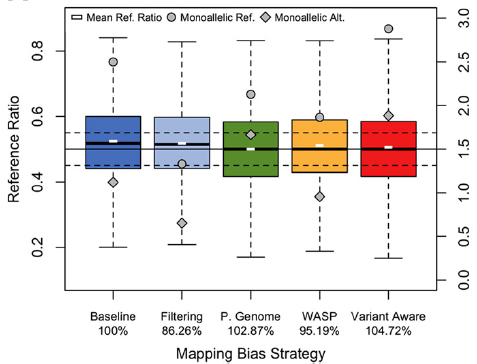 Mean Ref. Ratio Monoallelic Ref. Monoallelic Alt.
Reference Ratio
0.8
0.6
0.4
0.2
3.0
2.5
2.0
1.5
1.0
0.5
0.0
Baseline Filtering P. Genome WASP Variant Aware
100% 86.26% 102.87% 95.19% 104.72%
Mapping Bias Strategy